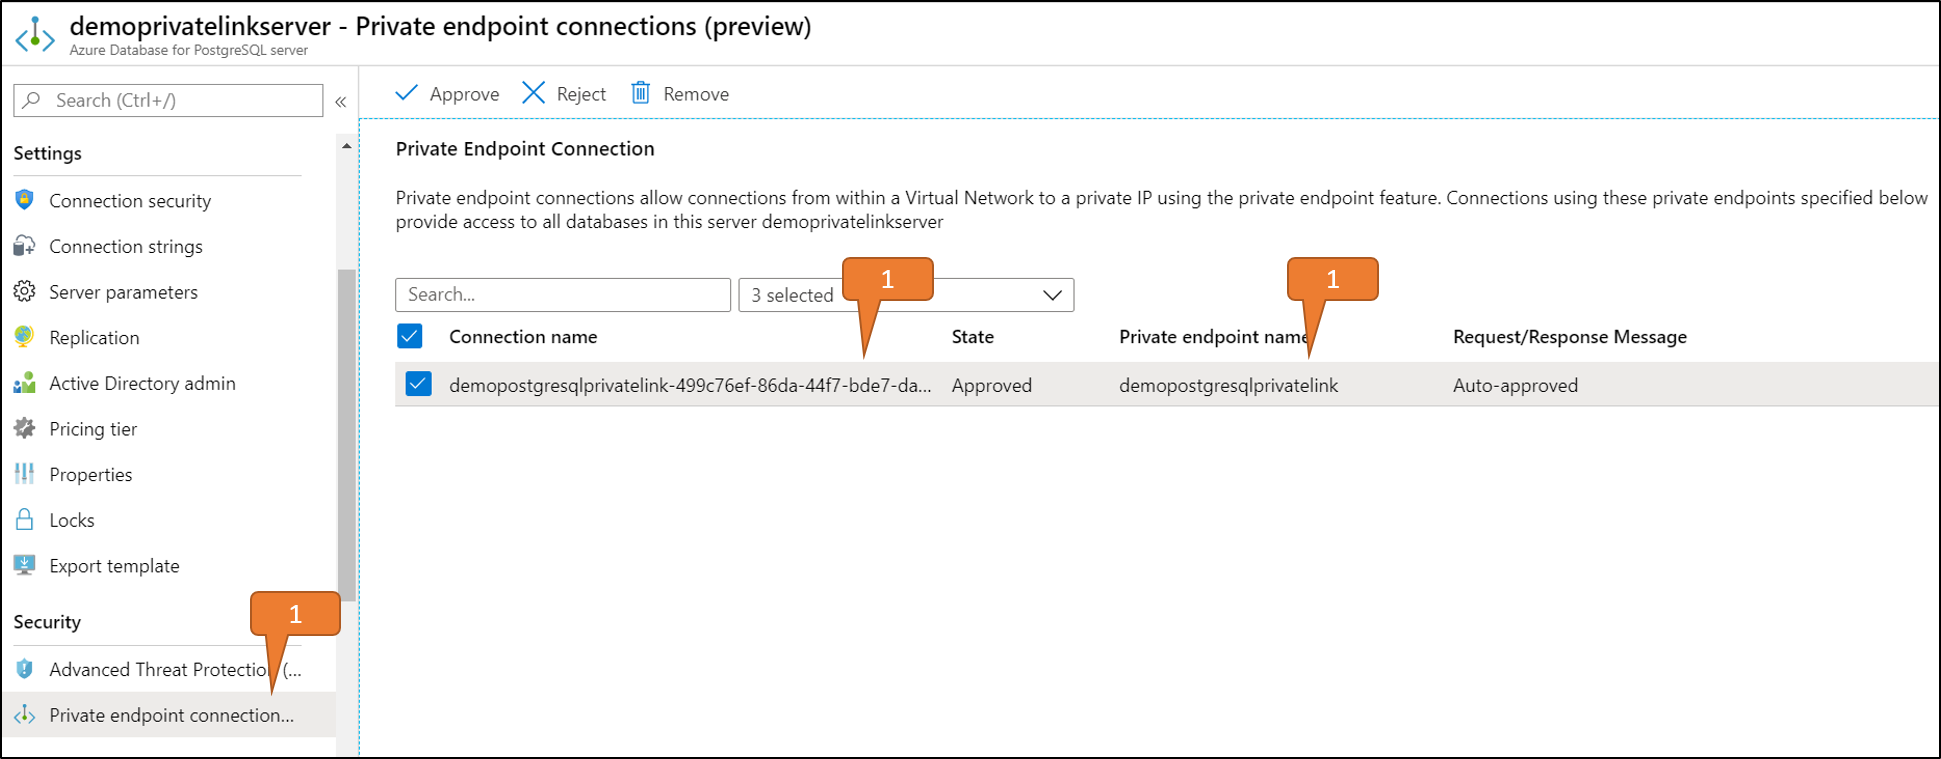 demoprivatelinkserver - Private endpoint connections (preview)
Azure Database for PostgreSQL server
Search (Ctrl+/)
«
Settings
Connection security
Connection strings
Server parameters
Replication
Active Directory admin
Pricing tier
Properties
Locks
Export template
1
Security
Advanced Threat Protection (...
Private endpoint connection...
Approve Reject Remove
Private Endpoint Connection
Private endpoint connections allow connections from within a Virtual Network to a private IP using the private endpoint feature. Connections using these private endpoints specified below
provide access to all databases in this server demoprivatelinkserver
1 1
Search... 3 selected
Connection name State Private endpoint name Request/Response Message
demopostgresqlprivatelink-499c76ef-86da-44f7-bde7-da... Approved demopostgresqlprivatelink Auto-approved